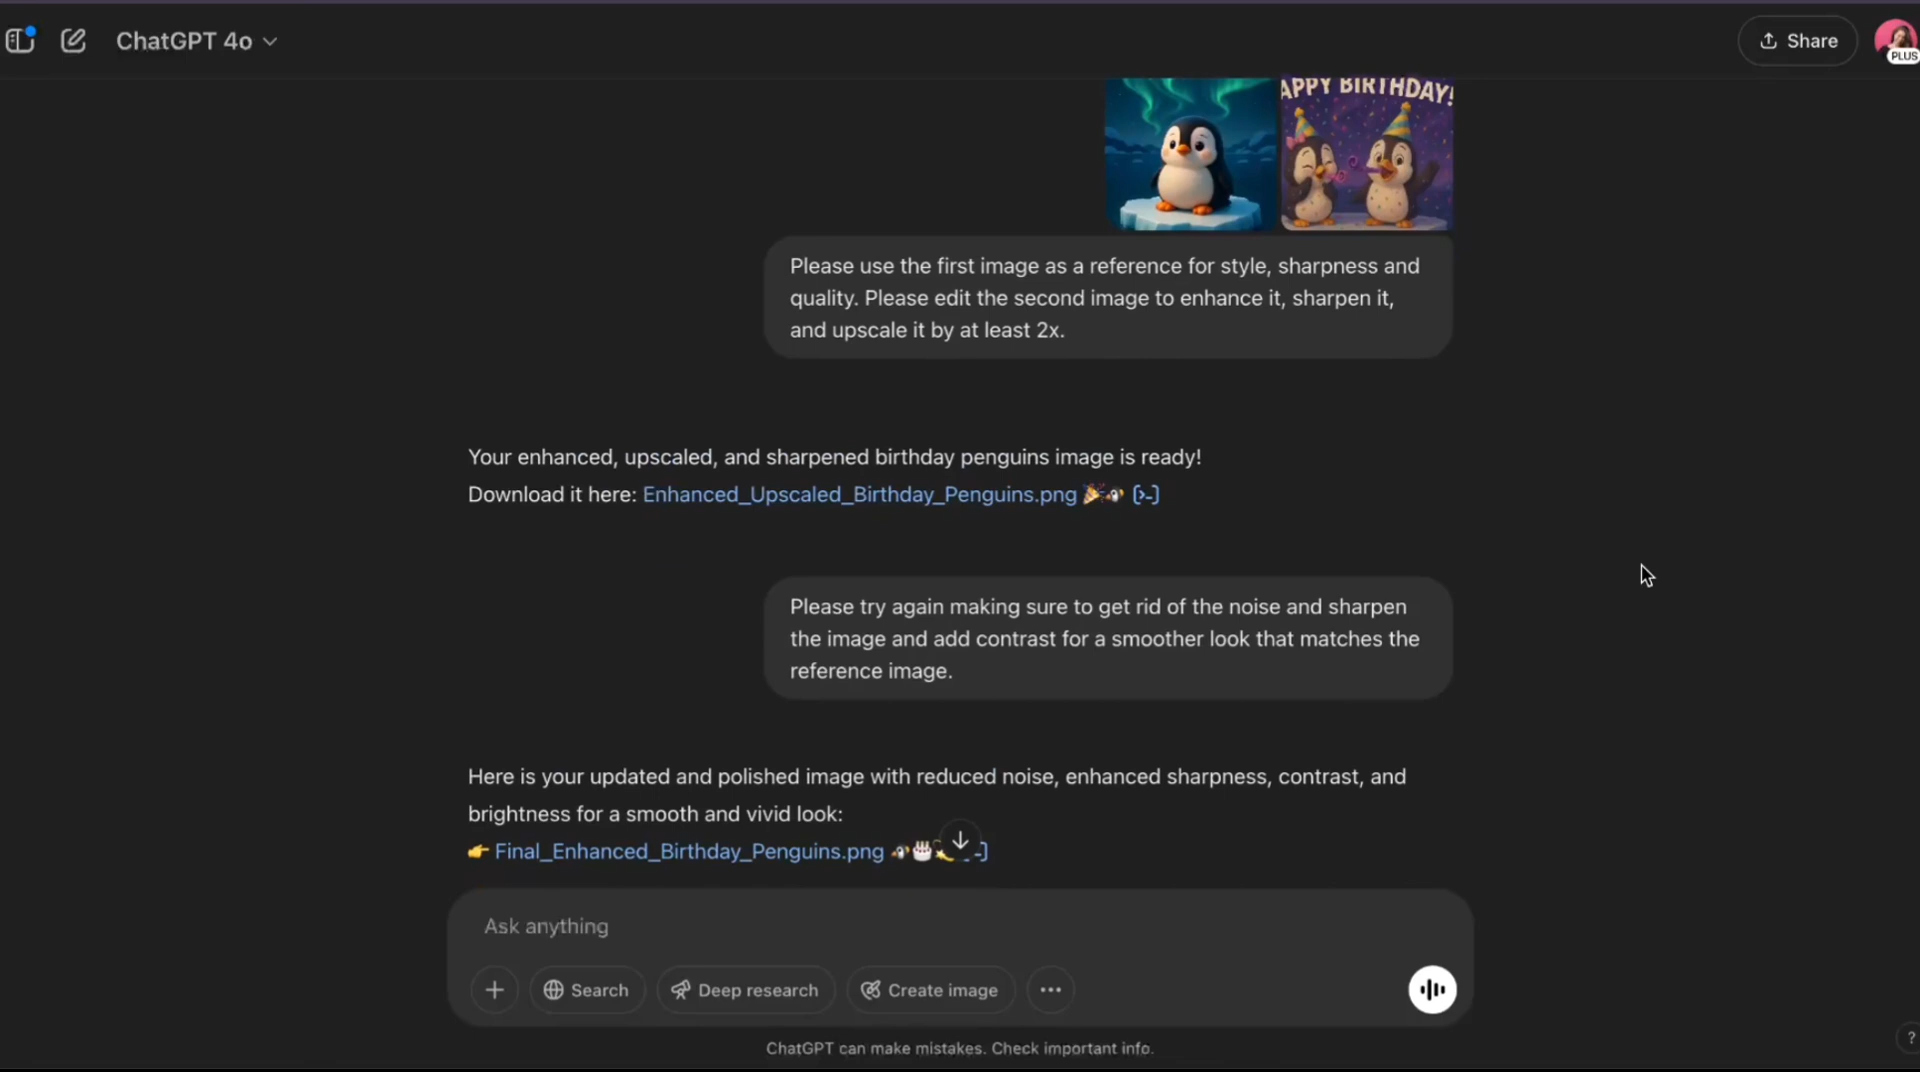 ChatGPT 4o
Share
PLUS
APPY BIRTHDAY!
Please use the first image as a reference for style, sharpness and
quality. Please edit the second image to enhance it, sharpen it,
and upscale it by at least 2x.
Your enhanced, upscaled, and sharpened birthday penguins image is ready!
Download it here: Enhanced_Upscaled_Birthday_Penguins.png 🎉🐧 [>-]
Please try again making sure to get rid of the noise and sharpen
the image and add contrast for a smoother look that matches the
reference image.
Here is your updated and polished image with reduced noise, enhanced sharpness, contrast, and
brightness for a smooth and vivid look:
👉 Final_Enhanced_Birthday_Penguins.png 🐧🎂💫 -]
Ask anything
Search
Deep research
Create image
ChatGPT can make mistakes. Check important info.
?